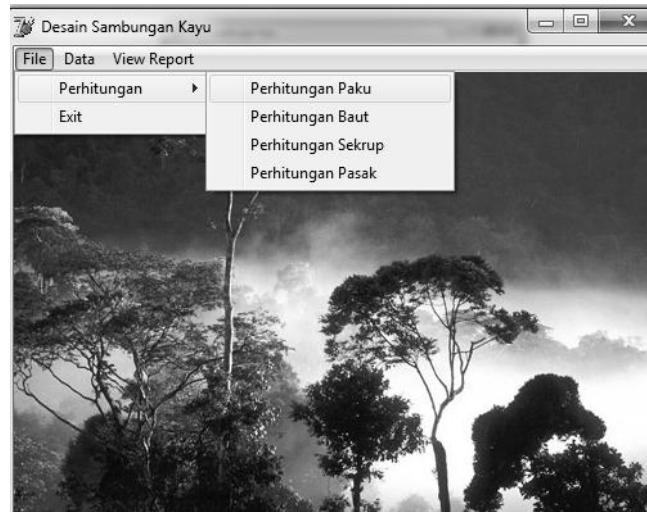 Desain Sambungan Kayu
File Data View Report
Perhitungan
Exit
Perhitungan Paku
Perhitungan Baut
Perhitungan Sekrup
Perhitungan Pasak